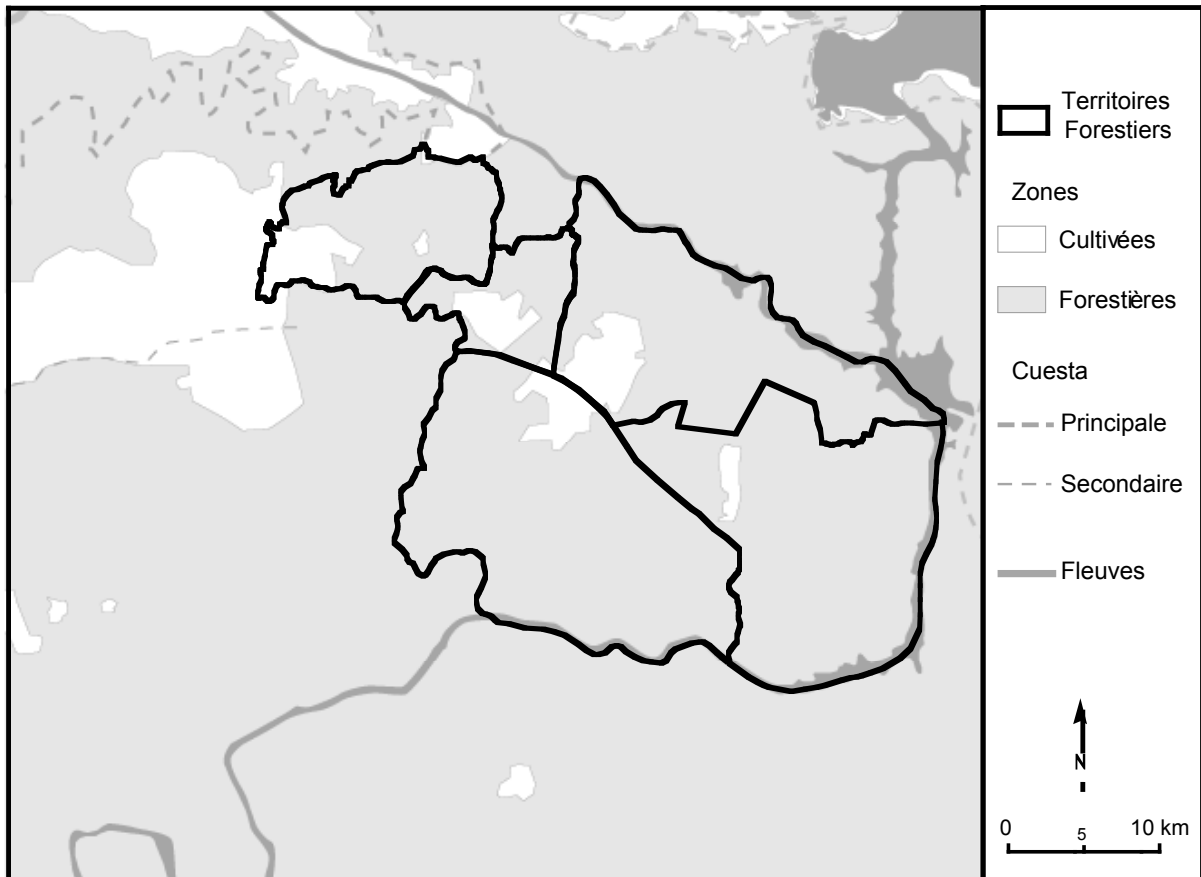 Territoires
Forestiers
Zones
Cultivées
Forestières
Cuesta
Principale
Secondaire
Fleuves
N
0 5 10 km